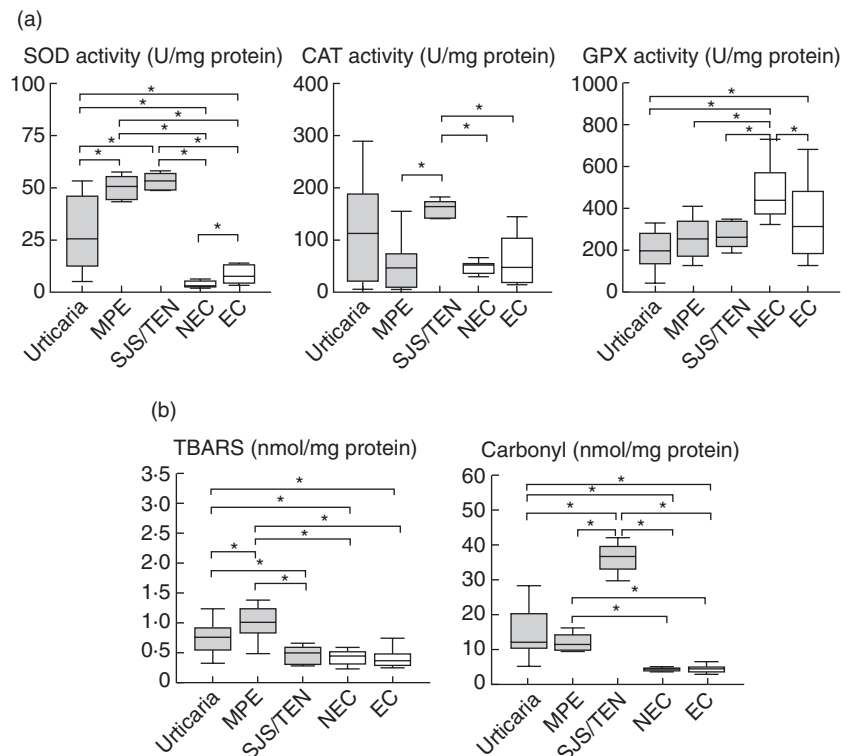 (a)
SOD activity (U/mg protein)
CAT activity (U/mg protein)
GPX activity (U/mg protein)
100
75
50
25
0
*
*
*
*
*
*
*
*
*
Urticaria
MPE
SJS/TEN
NEC
EC
400
300
200
100
0
*
*
*
Urticaria
MPE
SJS/TEN
NEC
EC
1000
800
600
400
200
0
*
*
*
*
*
Urticaria
MPE
SJS/TEN
NEC
EC
(b)
TBARS (nmol/mg protein)
Carbonyl (nmol/mg protein)
3·5
3·0
2·5
2·0
1·5
1·0
0·5
0
*
*
*
*
*
*
*
Urticaria
MPE
SJS/TEN
NEC
EC
60
50
40
30
20
10
0
*
*
*
*
*
*
*
*
Urticaria
MPE
SJS/TEN
NEC
EC